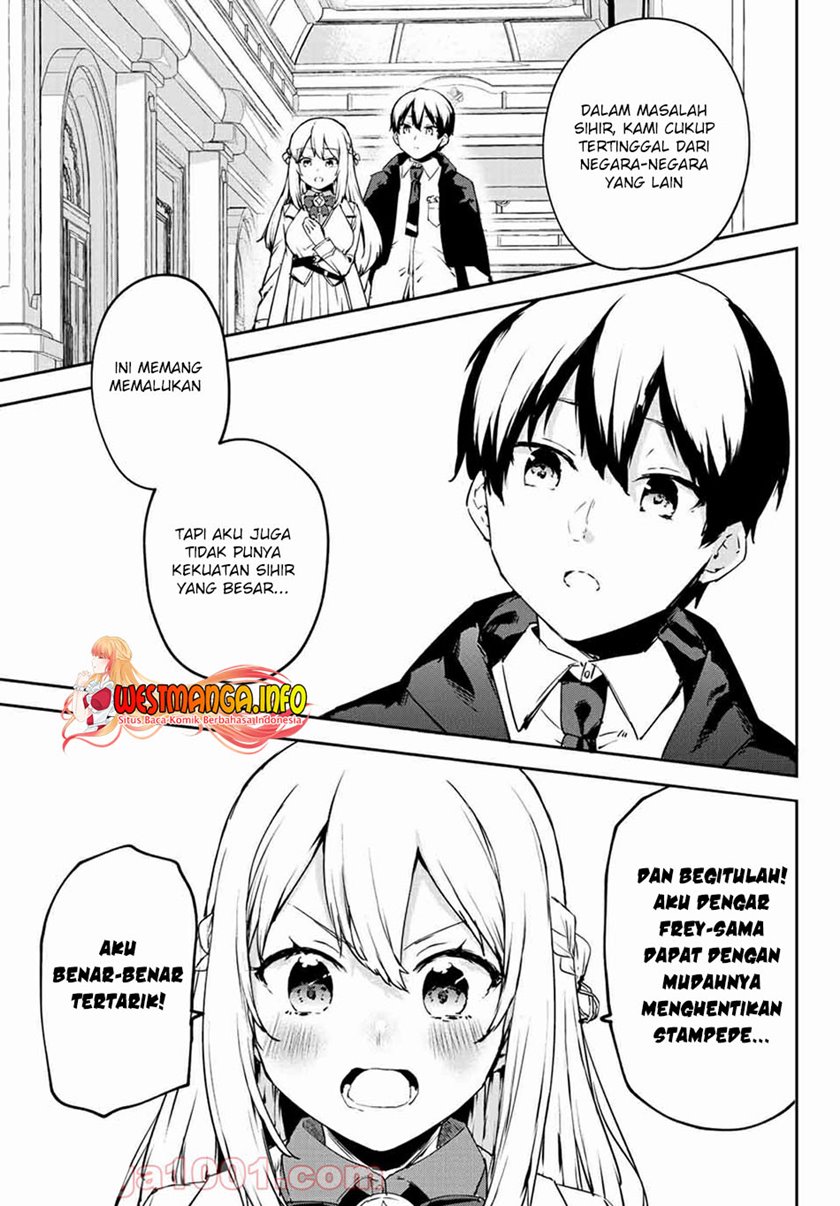 DALAM MASALAH
SIHIR, KAMI CUKUP
TERTINGGAL DARI
NEGARA-NEGARA
YANG LAIN
INI MEMANG
MEMALUKAN
TAPI AKU JUGA
TIDAK PUNYA
KEKUATAN SIHIR
YANG BESAR...
WESTMANGA.INFO
Situs Baca Komik Berbahasa Indonesia
DAN BEGITULAH!
AKU DENGAR
FREY-SAMA
DAPAT DENGAN
MUDAHNYA
MENGHENTIKAN
STAMPEDE...
AKU
BENAR-BENAR
TERTARIK!
ja1001.com